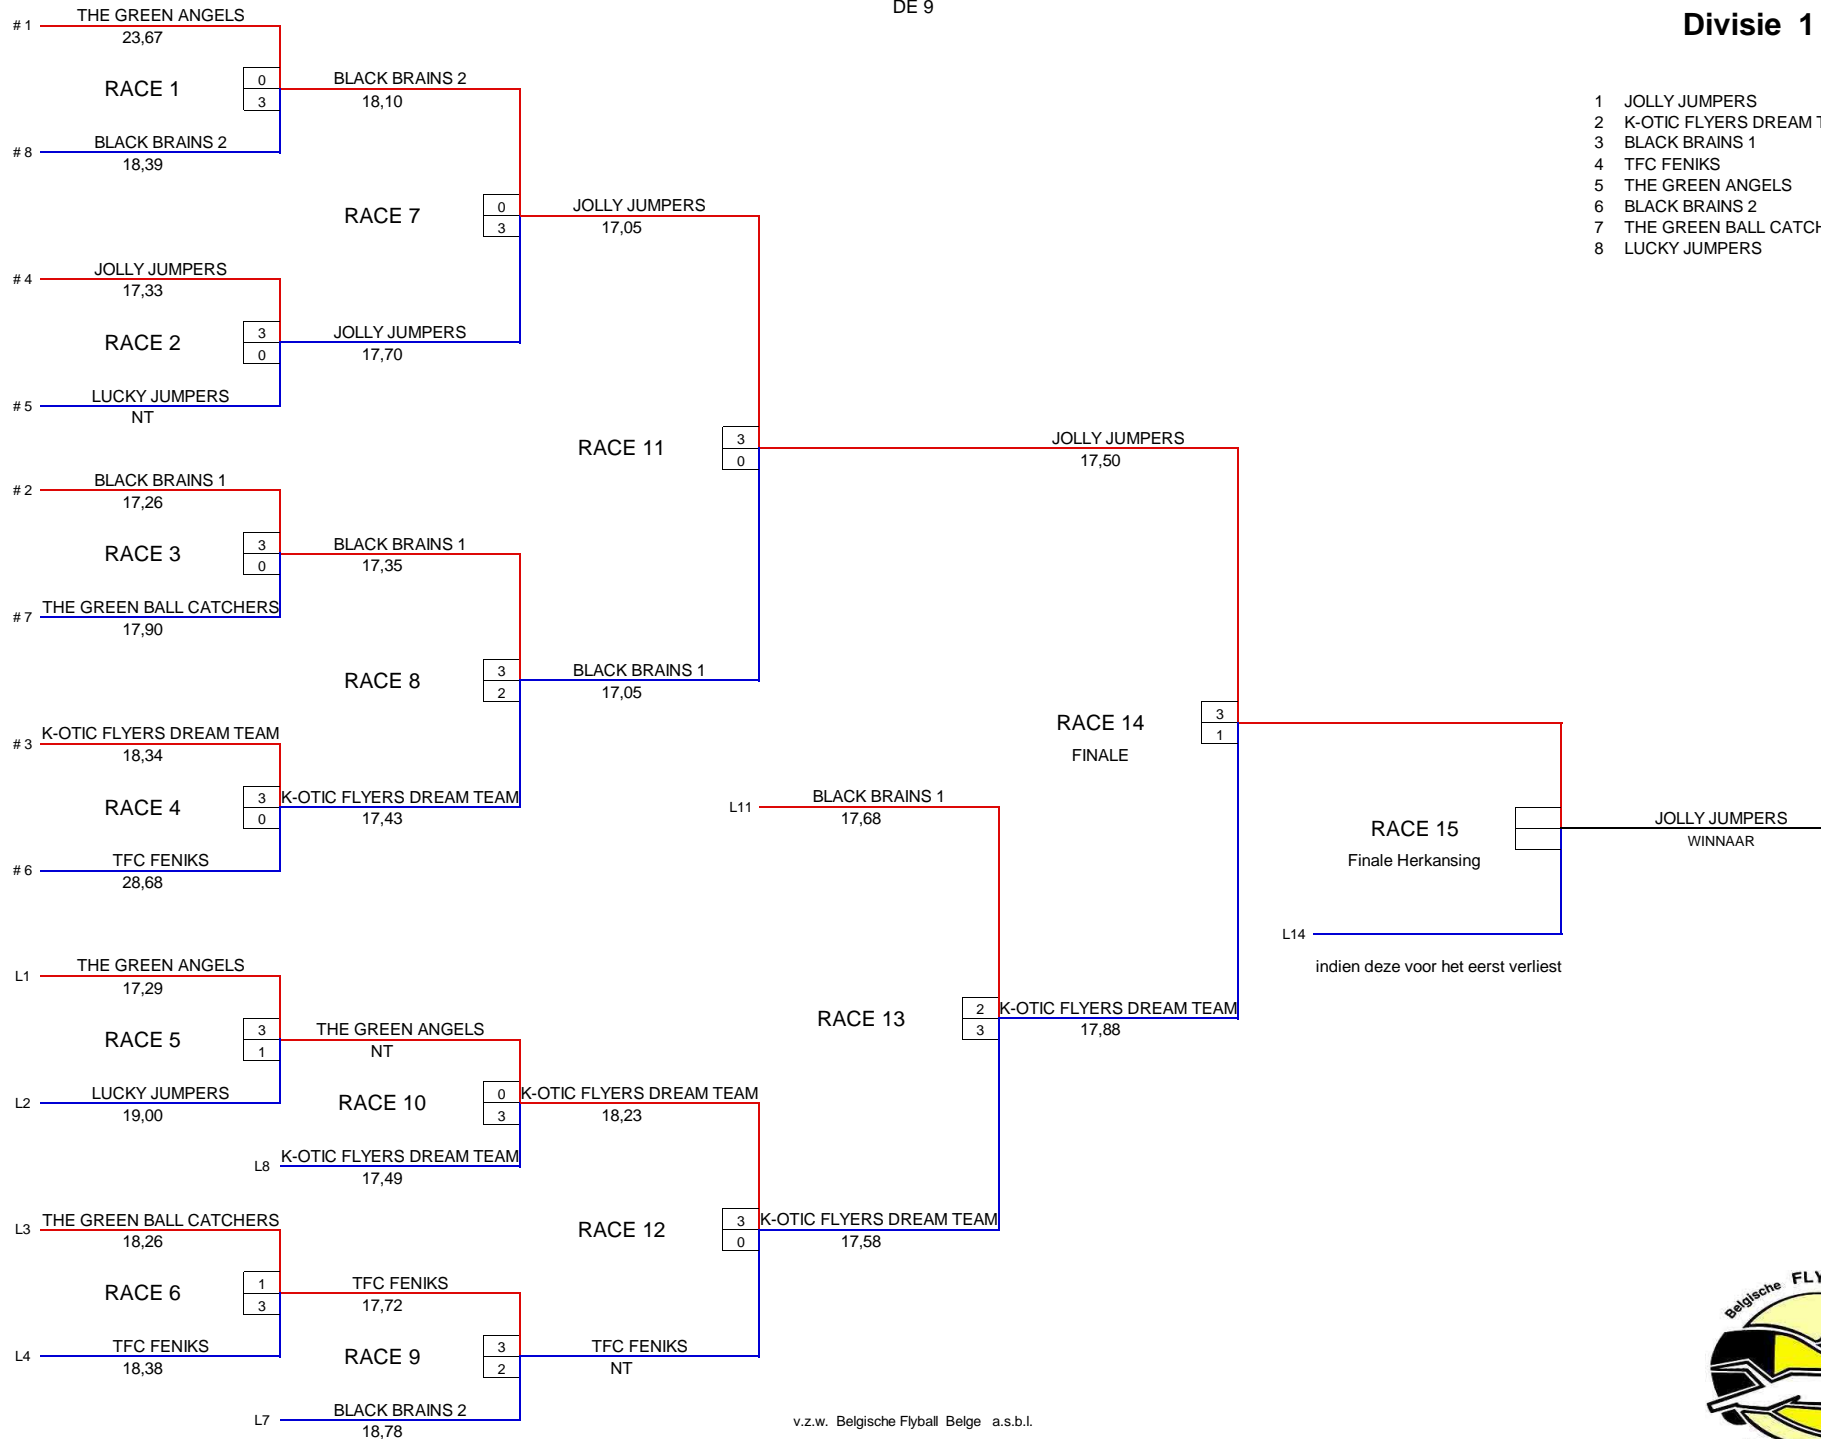 DE 9
Divisie 1
1 JOLLY JUMPERS
2 K-OTIC FLYERS DREAM
3 BLACK BRAINS 1
4 TFC FENIKS
5 THE GREEN ANGELS
6 BLACK BRAINS 2
7 THE GREEN BALL
8 LUCKY JUMPERS
# 1 THE GREEN ANGELS
23,67
RACE 1
0
3
# 8 BLACK BRAINS 2
18,39
BLACK BRAINS 2
18,10
RACE 7
0
3
# 4 JOLLY JUMPERS
17,33
RACE 2
3
0
JOLLY JUMPERS
17,70
# 5 LUCKY JUMPERS
NT
JOLLY JUMPERS
17,05
RACE 11
3
0
# 2 BLACK BRAINS 1
17,26
RACE 3
3
0
# 7 THE GREEN BALL CATCHERS
17,90
BLACK BRAINS 1
17,35
RACE 8
3
2
BLACK BRAINS 1
17,05
# 3 K-OTIC FLYERS DREAM TEAM
18,34
RACE 4
3
0
K-OTIC FLYERS DREAM TEAM
17,43
# 6 TFC FENIKS
28,68
JOLLY JUMPERS
17,50
RACE 14
FINALE
3
1
L11 BLACK BRAINS 1
17,68
RACE 15
Finale Herkansing
JOLLY JUMPERS
WINNAAR
L14
indien deze voor het eerst verliest
L1 THE GREEN ANGELS
17,29
RACE 5
3
1
L2 LUCKY JUMPERS
19,00
THE GREEN ANGELS
NT
RACE 10
0
3
L8 K-OTIC FLYERS DREAM TEAM
17,49
RACE 13
2
3
K-OTIC FLYERS DREAM TEAM
17,88
K-OTIC FLYERS DREAM TEAM
18,23
RACE 12
3
0
K-OTIC FLYERS DREAM TEAM
17,58
L3 THE GREEN BALL CATCHERS
18,26
RACE 6
1
3
L4 TFC FENIKS
18,38
TFC FENIKS
17,72
RACE 9
3
2
TFC FENIKS
NT
L7 BLACK BRAINS 2
18,78
v.z.w. Belgische Flyball Belge a.s.b.l.
Belgische